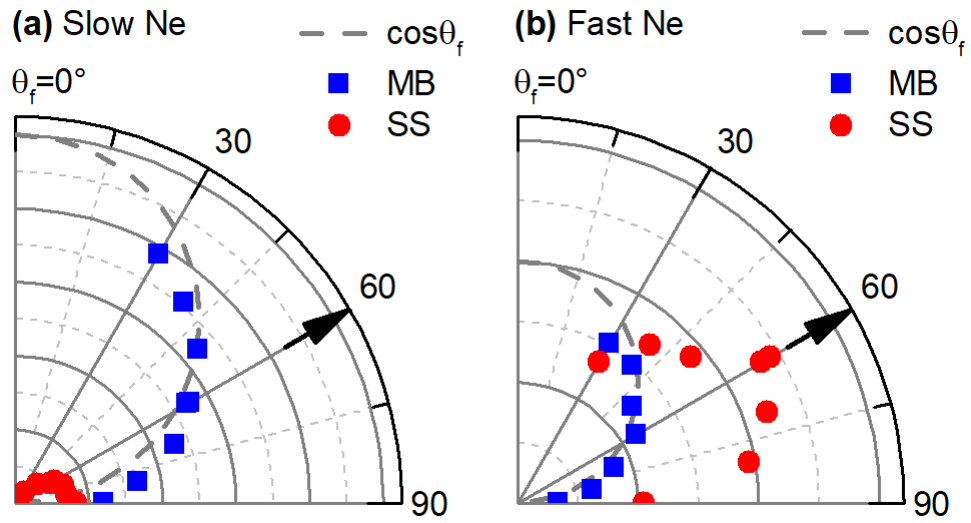 (a) Slow Ne
cosθf
MB
SS
θf=0°
30
60
90
(b) Fast Ne
cosθf
MB
SS
θf=0°
30
60
90